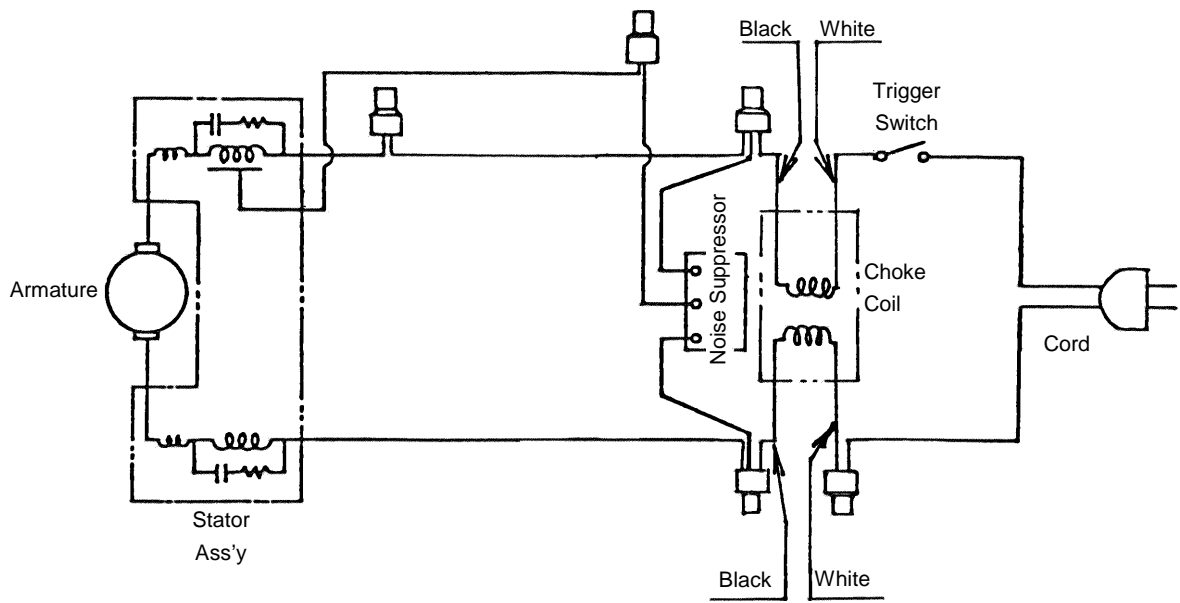 Black
White
Trigger
Switch
Armature
Noise Suppressor
Choke
Coil
Cord
Stator
Ass'y
Black
White